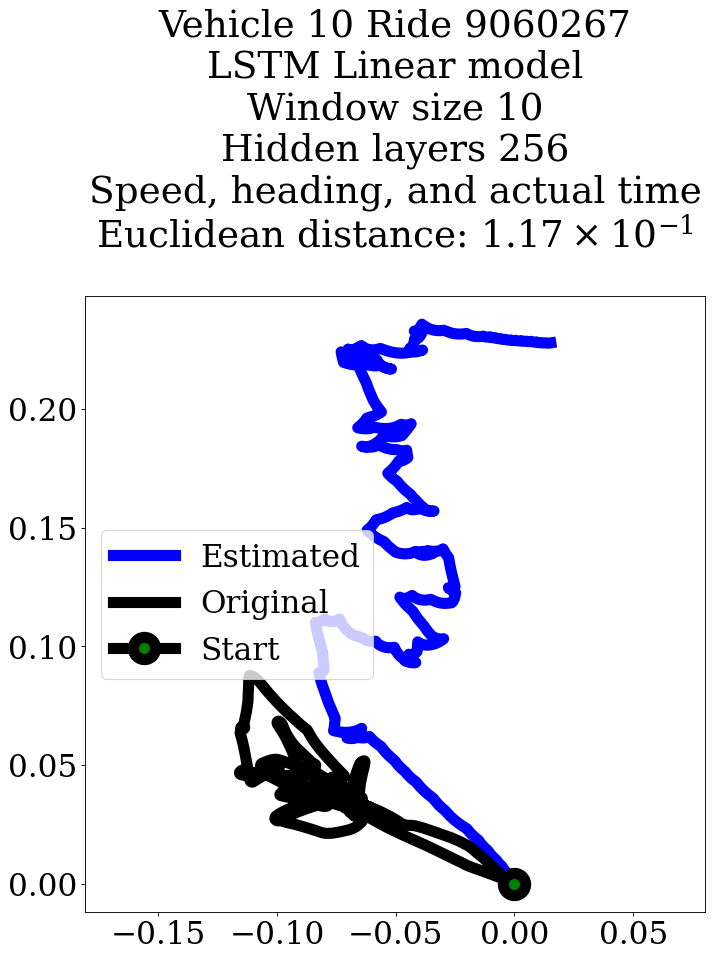 Vehicle 10 Ride 9060267
LSTM Linear model
Window size 10
Hidden layers 256
Speed, heading, and actual time
Euclidean distance: 1.17 × 10⁻¹
0.20
0.15
0.10
0.05
0.00
Estimated
Original
Start
−0.15 −0.10 −0.05 0.00 0.05